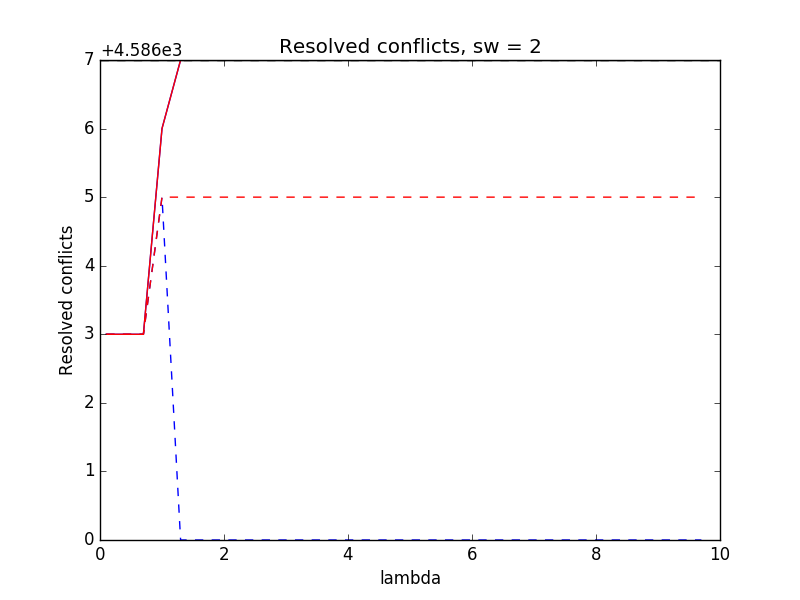 Resolved conflicts, sw = 2
+4.586e3
7
6
5
4
3
2
1
0
Resolved conflicts
0 2 4 6 8 10
lambda